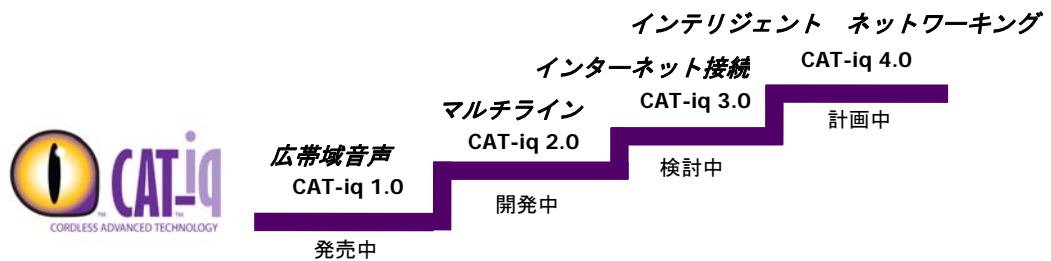 インテリジェント ネットワーキング
CAT-iq 4.0
計画中
インターネット接続
CAT-iq 3.0
検討中
マルチライン
CAT-iq 2.0
開発中
広帯域音声
CAT-iq 1.0
発売中
CAT-iq
™ ™
CORDLESS ADVANCED TECHNOLOGY